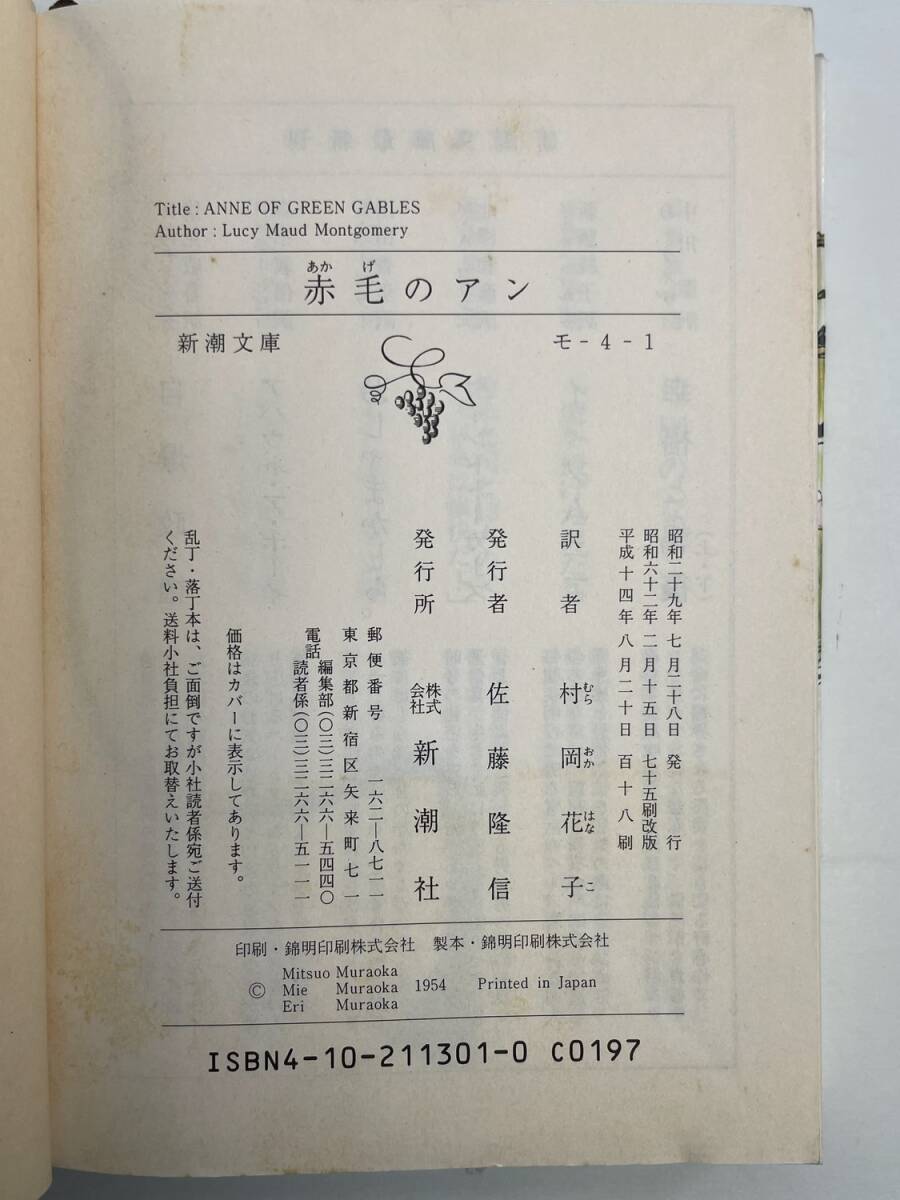 Title : ANNE OF GREEN GABLES
Author : Lucy Maud Montgomery
あか げ
赤毛のアン
新潮文庫 モ-4-1
昭和二十九年 七月二十八日 発行
昭和六十二年 二月十五日 七十五刷改版
平成十四年 八月二十日 百十八刷
訳者 村岡花子
むら おか はな こ
発行者 佐藤隆信
発行所 株式会社 新潮社
郵便番号 一六二―八七一一
東京都新宿区矢来町七一
電話 編集部(〇三)三二六六―五四四〇
読者係(〇三)三二六六―五一一一
価格はカバーに表示してあります。
乱丁・落丁本は、ご面倒ですが小社読者係宛ご送付
ください。送料小社負担にてお取替えいたします。
印刷・錦明印刷株式会社 製本・錦明印刷株式会社
Mitsuo Muraoka
© Mie Muraoka 1954 Printed in Japan
Eri Muraoka
ISBN4-10-211301-0 C0197